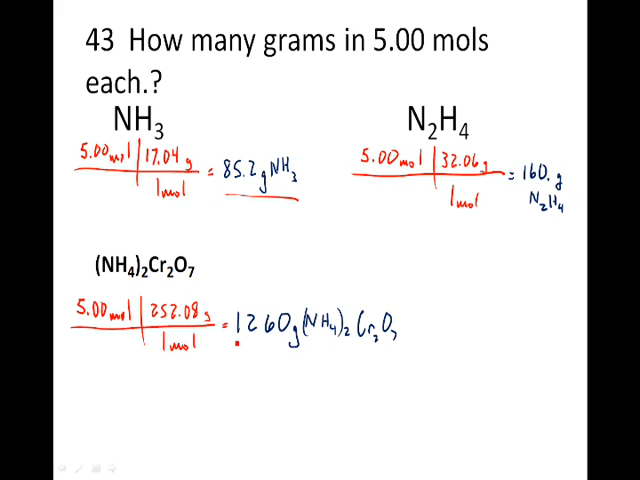 43 How many grams in 5.00 mols
each.?
NH3
5.00 mol | 17.04 g
1 mol
= 85.2 g NH3
N2H4
5.00 mol | 32.06 g
1 mol
= 160. g
N2H4
(NH4)2Cr2O7
5.00 mol | 252.08 g
1 mol
= 1260 g (NH4)2 Cr2O7